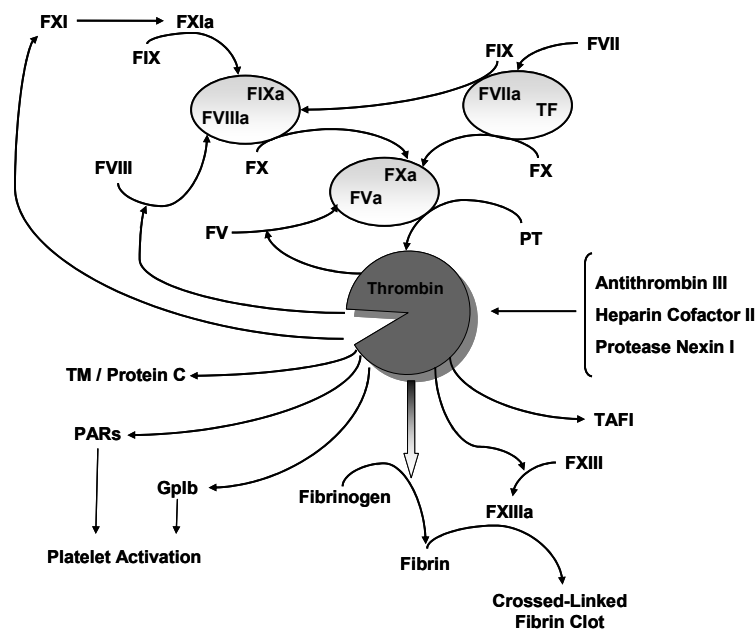 FXI
FXIa
FIX
FIX
FVII
FIXa
FVIIIa
FVIIa
TF
FVIII
FX
FX
FXa
FVa
FV
PT
Thrombin
Antithrombin III
Heparin Cofactor II
Protease Nexin I
TM / Protein C
PARs
TAFI
GpIb
FXIII
Fibrinogen
FXIIIa
Platelet Activation
Fibrin
Crossed-Linked
Fibrin Clot